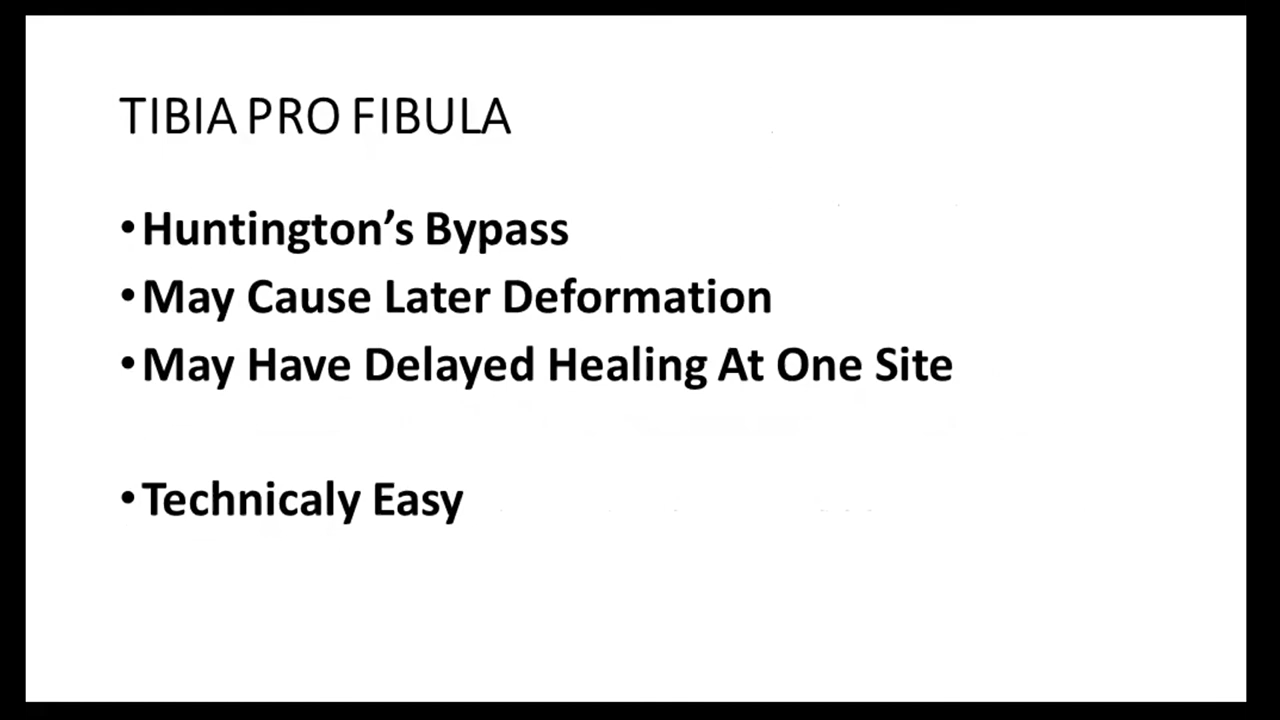 TIBIA PRO FIBULA
•Huntington’s Bypass
•May Cause Later Deformation
•May Have Delayed Healing At One Site
•Technicaly Easy